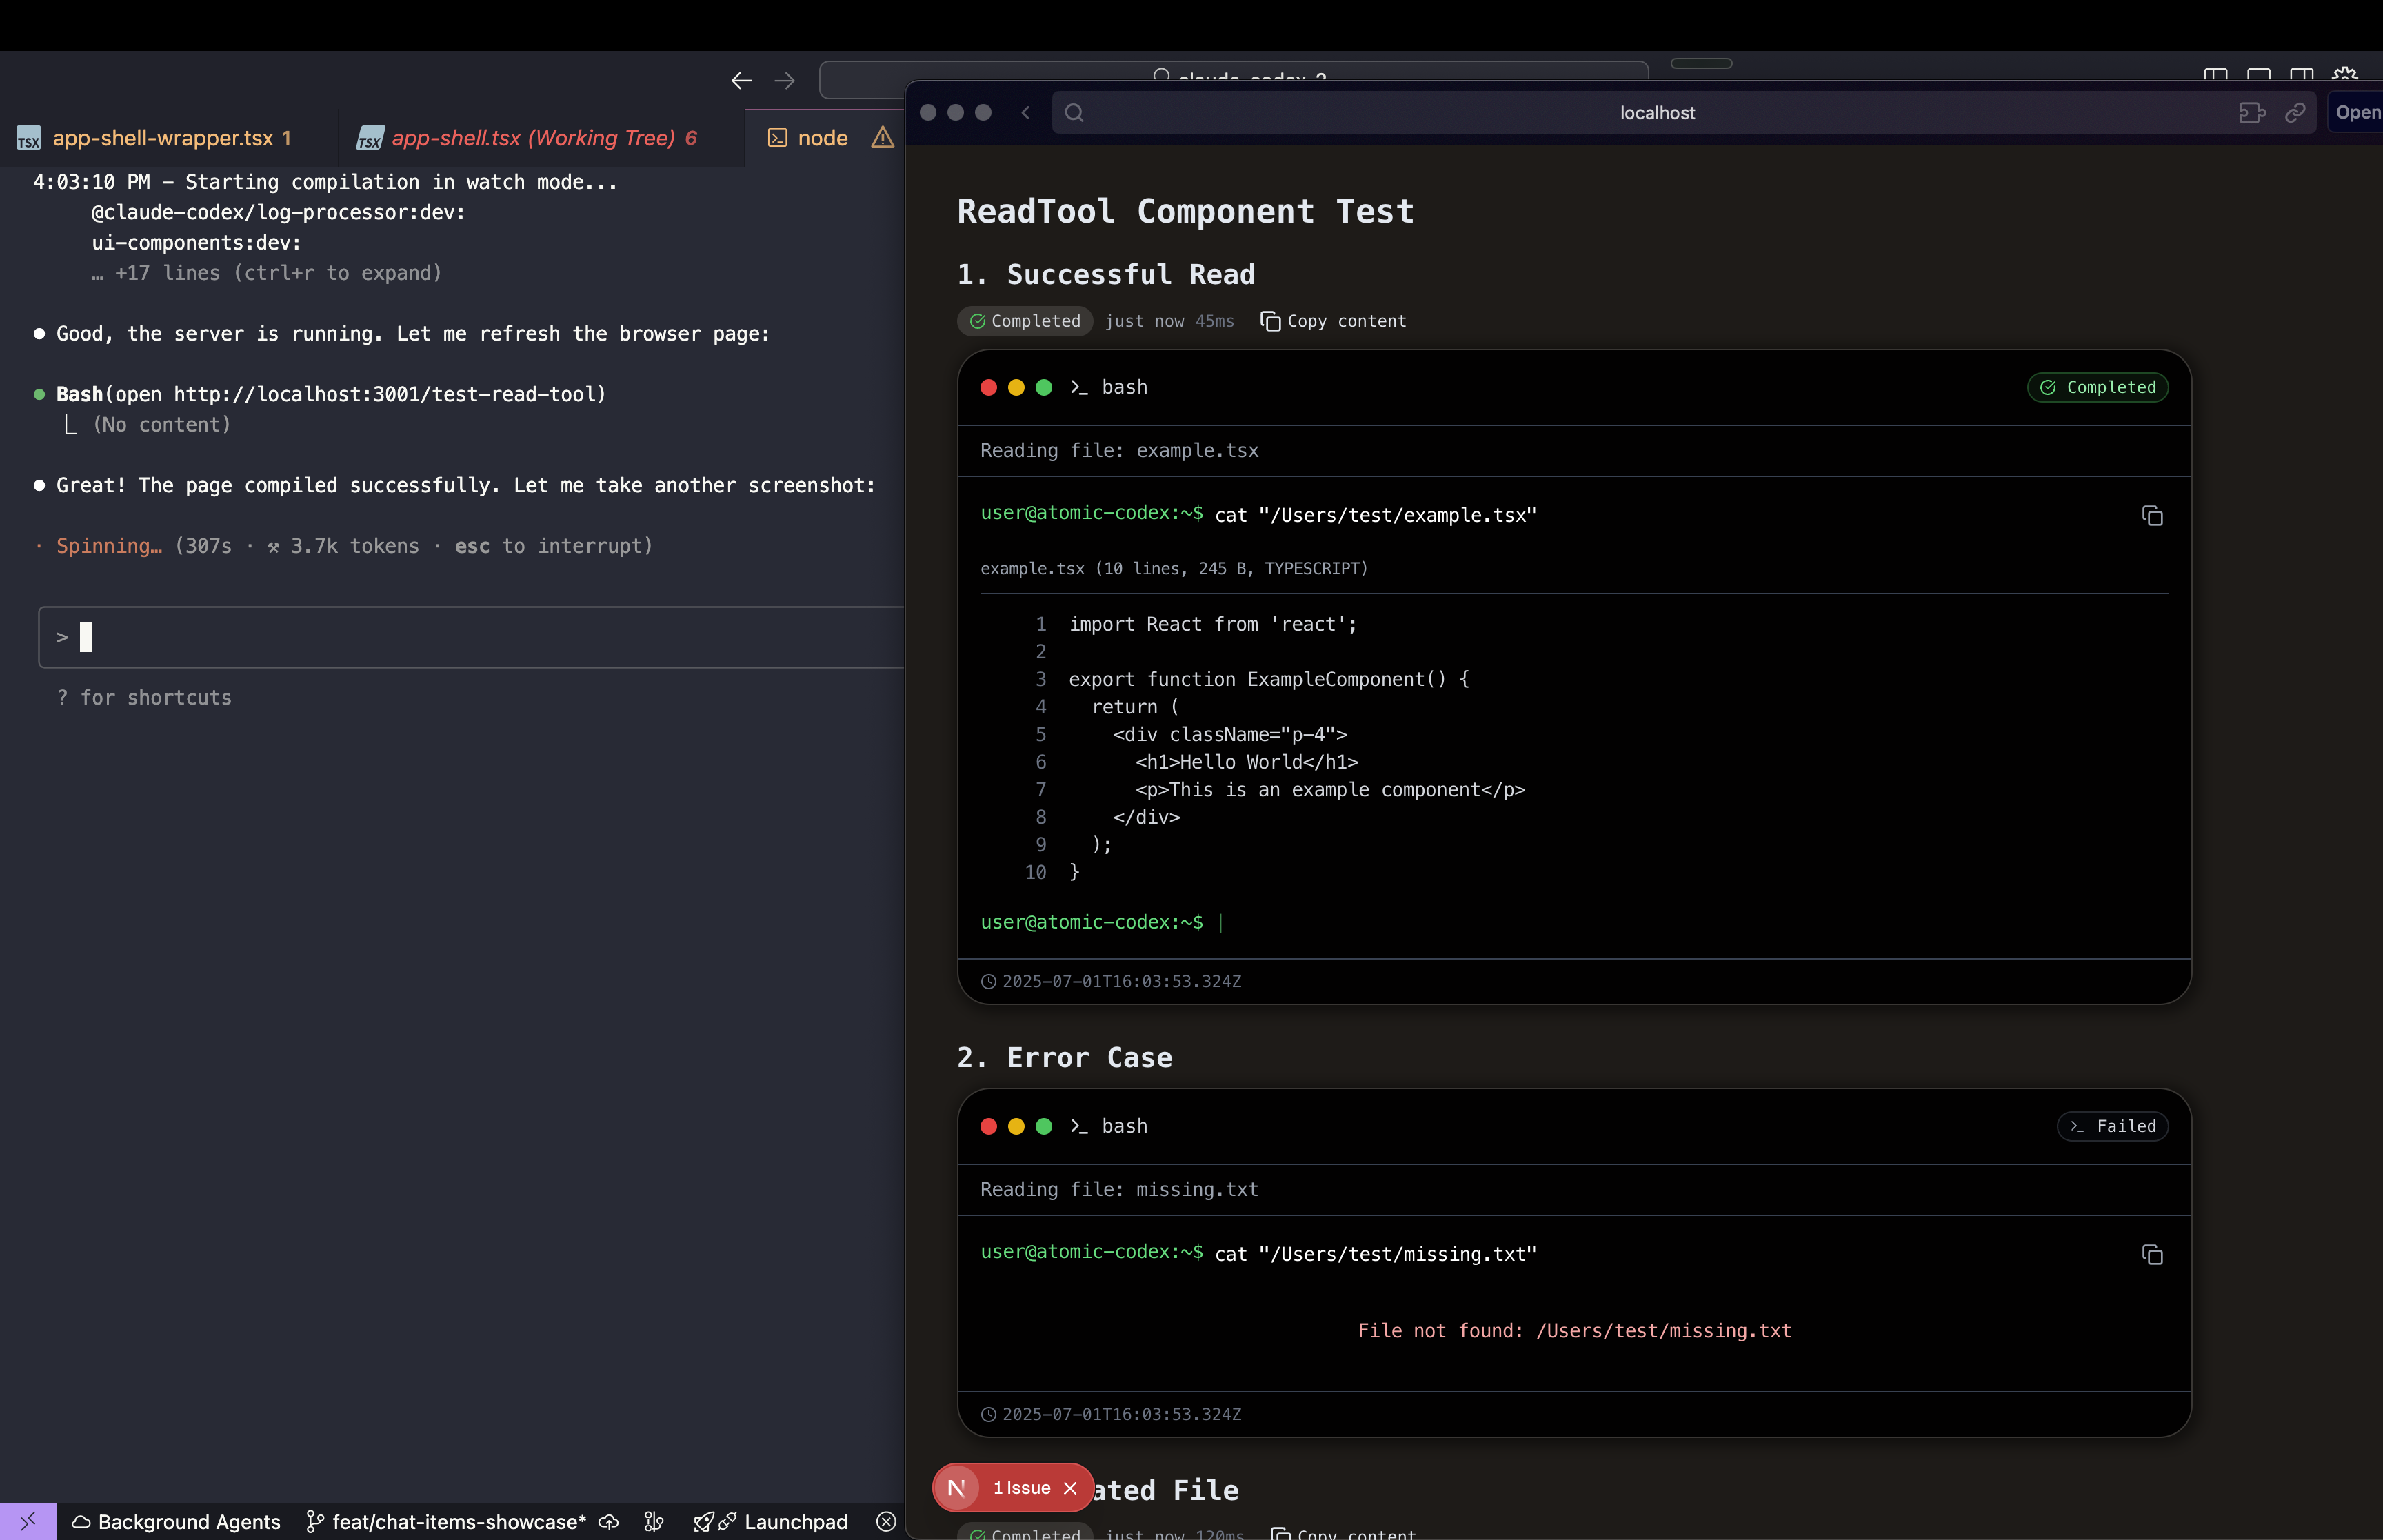 app-shell-wrapper.tsx 1
app-shell.tsx (Working Tree) 6
node
4:03:10 PM - Starting compilation in watch mode...
@claude-codex/log-processor:dev:
ui-components:dev:
… +17 lines (ctrl+r to expand)
Good, the server is running. Let me refresh the browser page:
Bash(open http://localhost:3001/test-read-tool)
(No content)
Great! The page compiled successfully. Let me take another screenshot:
· Spinning… (307s · ⚒ 3.7k tokens · esc to interrupt)
>
? for shortcuts
Background Agents
feat/chat-items-showcase*
Launchpad
localhost
Open
ReadTool Component Test
1. Successful Read
Completed just now 45ms Copy content
>_ bash
Completed
Reading file: example.tsx
user@atomic-codex:~$ cat "/Users/test/example.tsx"
example.tsx (10 lines, 245 B, TYPESCRIPT)
1 import React from 'react';
2
3 export function ExampleComponent() {
4 return (
5 <div className="p-4">
6 <h1>Hello World</h1>
7 <p>This is an example component</p>
8 </div>
9 );
10 }
user@atomic-codex:~$ |
2025-07-01T16:03:53.324Z
2. Error Case
>_ bash
>_ Failed
Reading file: missing.txt
user@atomic-codex:~$ cat "/Users/test/missing.txt"
File not found: /Users/test/missing.txt
2025-07-01T16:03:53.324Z
N 1 Issue
ated File
Completed just now 120ms Copy content